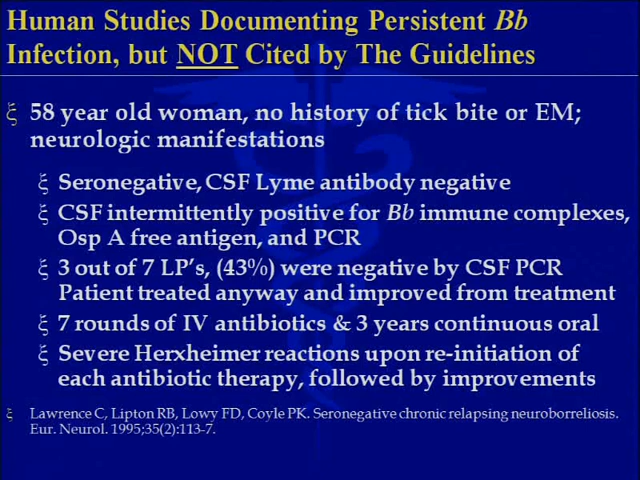 Human Studies Documenting Persistent Bb
Infection, but NOT Cited by The Guidelines
ξ 58 year old woman, no history of tick bite or EM;
neurologic manifestations
ξ Seronegative, CSF Lyme antibody negative
ξ CSF intermittently positive for Bb immune complexes,
Osp A free antigen, and PCR
ξ 3 out of 7 LP’s, (43%) were negative by CSF PCR
Patient treated anyway and improved from treatment
ξ 7 rounds of IV antibiotics & 3 years continuous oral
ξ Severe Herxheimer reactions upon re-initiation of
each antibiotic therapy, followed by improvements
ξ Lawrence C, Lipton RB, Lowy FD, Coyle PK. Seronegative chronic relapsing neuroborreliosis.
Eur. Neurol. 1995;35(2):113-7.